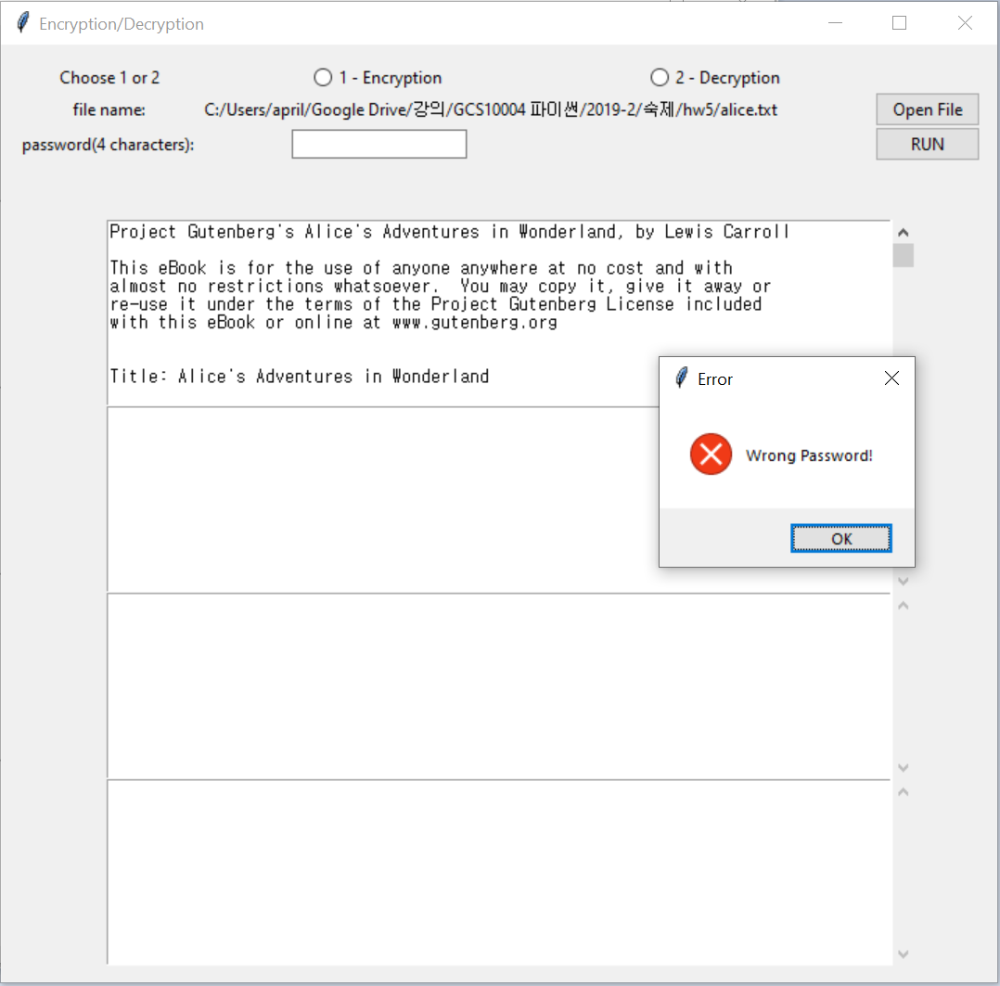 Encryption/Decryption
Choose 1 or 2 1 - Encryption 2 - Decryption
file name: C:/Users/april/Google Drive/강의/GCS10004 파이썬/2019-2/숙제/hw5/alice.txt Open File
password(4 characters): RUN
Project Gutenberg's Alice's Adventures in Wonderland, by Lewis Carroll
This eBook is for the use of anyone anywhere at no cost and with
almost no restrictions whatsoever.  You may copy it, give it away or
re-use it under the terms of the Project Gutenberg License included
with this eBook or online at www.gutenberg.org
Title: Alice's Adventures in Wonderland
Error
Wrong Password!
OK